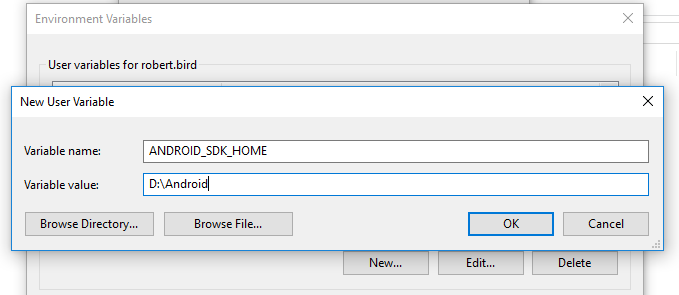 Environment Variables
User variables for robert.bird
New User Variable
Variable name: ANDROID_SDK_HOME
Variable value: D:\Android
Browse Directory... Browse File... OK Cancel
New... Edit... Delete